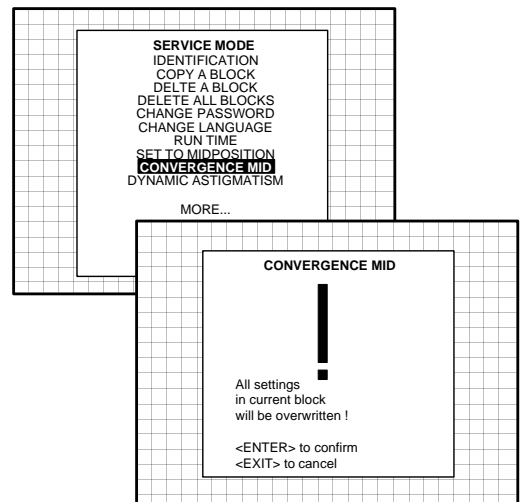 SERVICE MODE
IDENTIFICATION
COPY A BLOCK
DELTE A BLOCK
DELETE ALL BLOCKS
CHANGE PASSWORD
CHANGE LANGUAGE
RUN TIME
SET TO MIDPOSITION
CONVERGENCE MID
DYNAMIC ASTIGMATISM
MORE...
CONVERGENCE MID
!
All settings
in current block
will be overwritten !
<ENTER> to confirm
<EXIT> to cancel